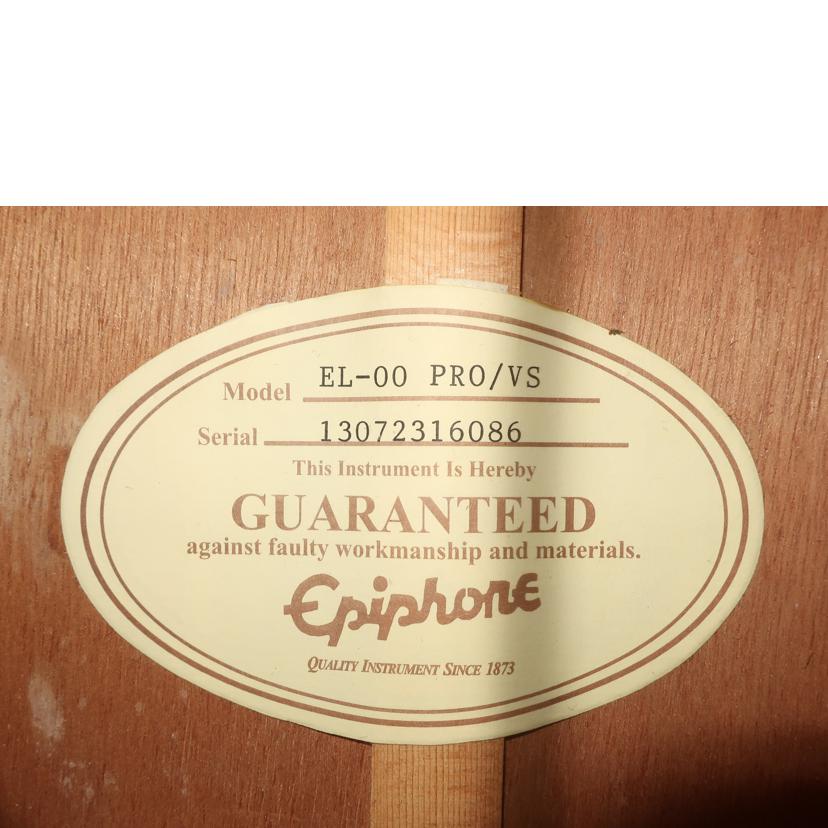 Model EL-00 PRO/VS
Serial 13072316086
This Instrument Is Hereby
GUARANTEED
against faulty workmanship and materials.
Epiphone
QUALITY INSTRUMENT SINCE 1873